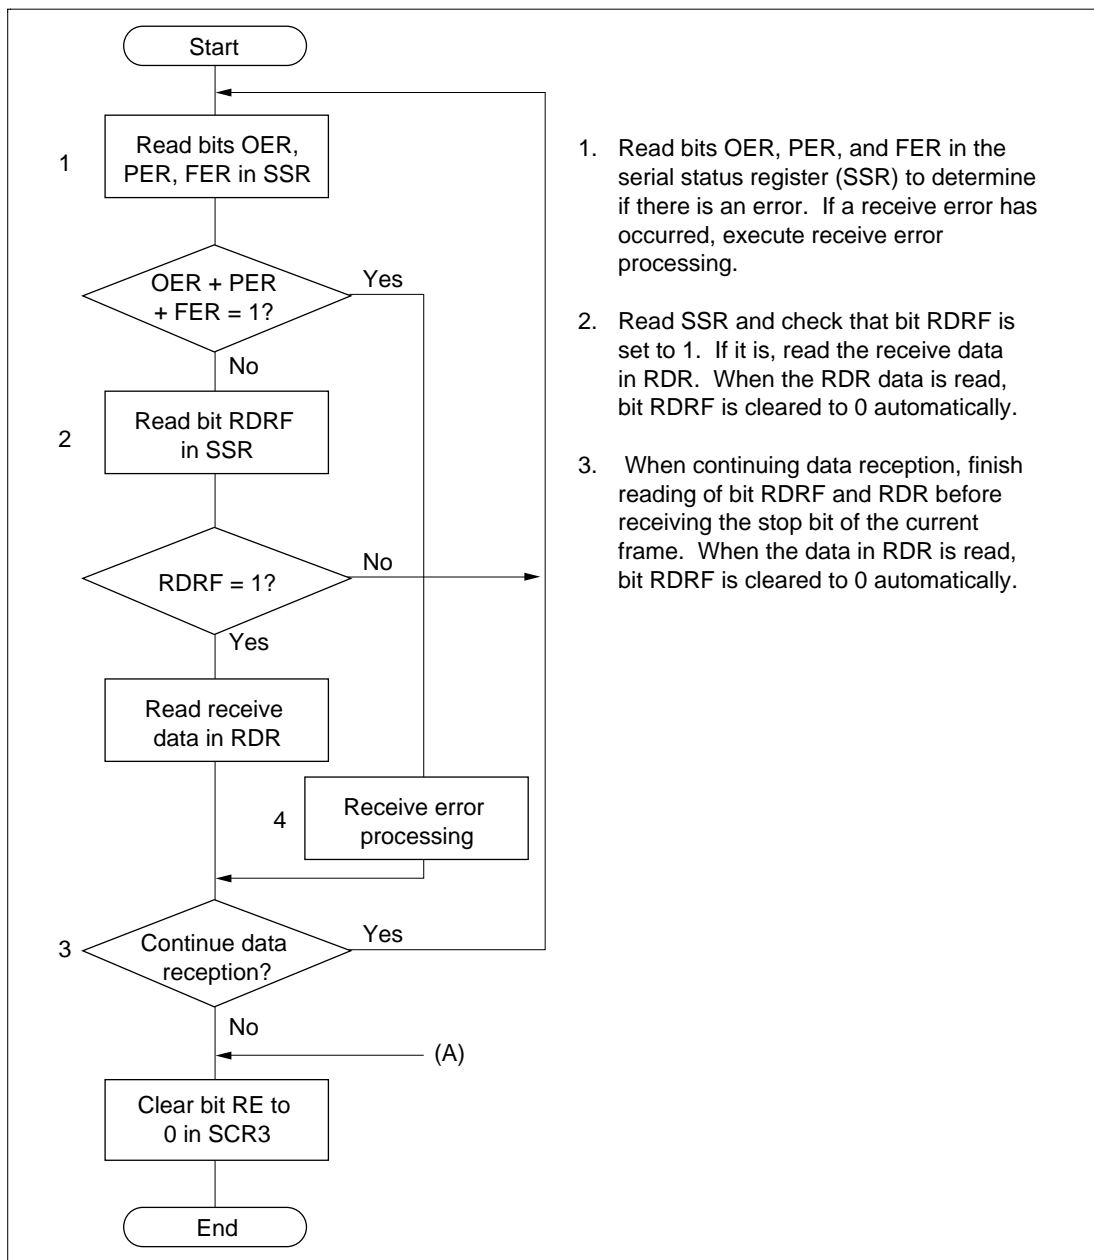 Start
1
Read bits OER,
PER, FER in SSR
OER + PER
+ FER = 1?
Yes
No
2
Read bit RDRF
in SSR
RDRF = 1?
No
Yes
Read receive
data in RDR
4
Receive error
processing
3
Continue data
reception?
Yes
No
(A)
Clear bit RE to
0 in SCR3
End
1. Read bits OER, PER, and FER in the
serial status register (SSR) to determine
if there is an error. If a receive error has
occurred, execute receive error
processing.
2. Read SSR and check that bit RDRF is
set to 1. If it is, read the receive data
in RDR. When the RDR data is read,
bit RDRF is cleared to 0 automatically.
3. When continuing data reception, finish
reading of bit RDRF and RDR before
receiving the stop bit of the current
frame. When the data in RDR is read,
bit RDRF is cleared to 0 automatically.